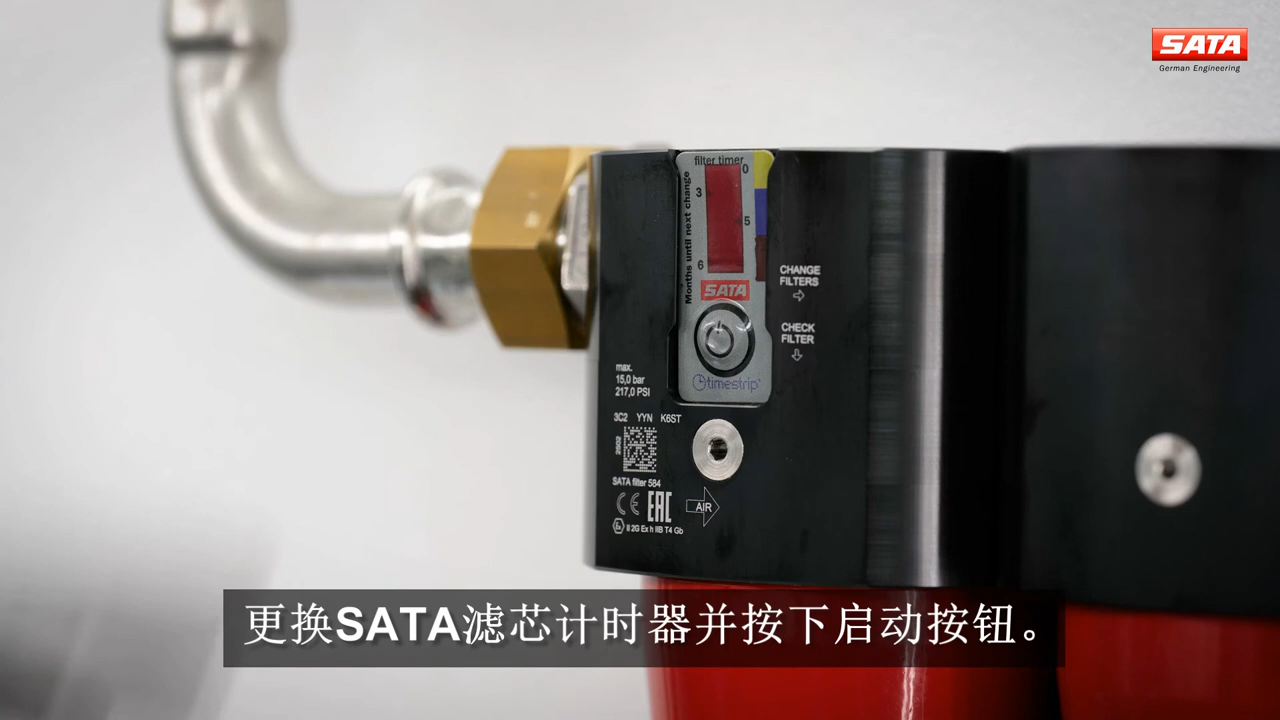 SATA
German Engineering
filter timer
Months until next change
0
3
5
6
SATA
timestrip
CHANGE
FILTERS
CHECK
FILTER
max.
15,0 bar
217,0 PSI
3C2 YYN K6ST
SATA filter 584
CE EAC
AIR
II 2G Ex h IIB T4 Gb
更换SATA滤芯计时器并按下启动按钮。